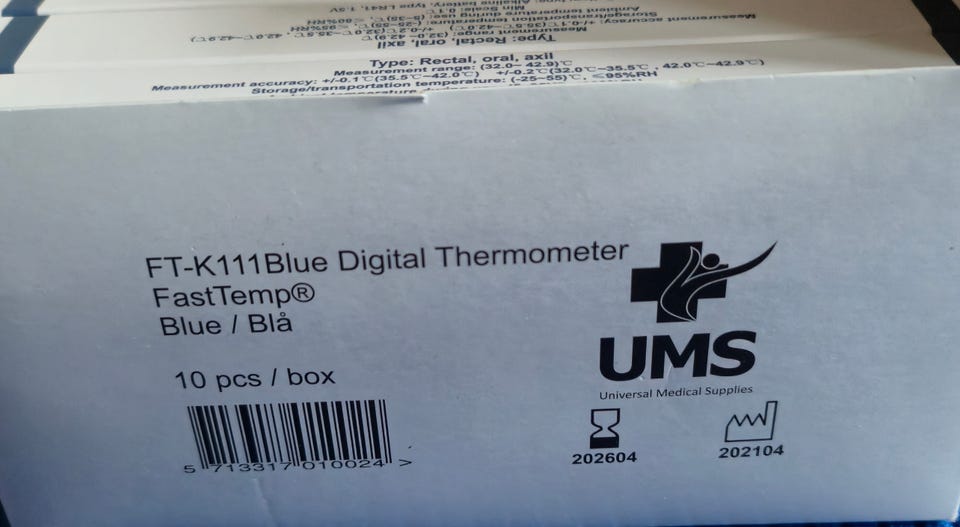 Type: Rectal, oral, axil
Measurement range: (32.0~ 42.9)℃
Measurement accuracy: +/-0.1℃(35.5℃~42.0℃) +/-0.2℃(32.0℃~35.5℃, 42.0℃~42.9℃)
Storage/transportation temperature: (-25~55)℃, ≤95%RH
FT-K111Blue Digital Thermometer
FastTemp®
Blue / Blå
10 pcs / box
5 713317 010024 >
UMS
Universal Medical Supplies
202604
202104